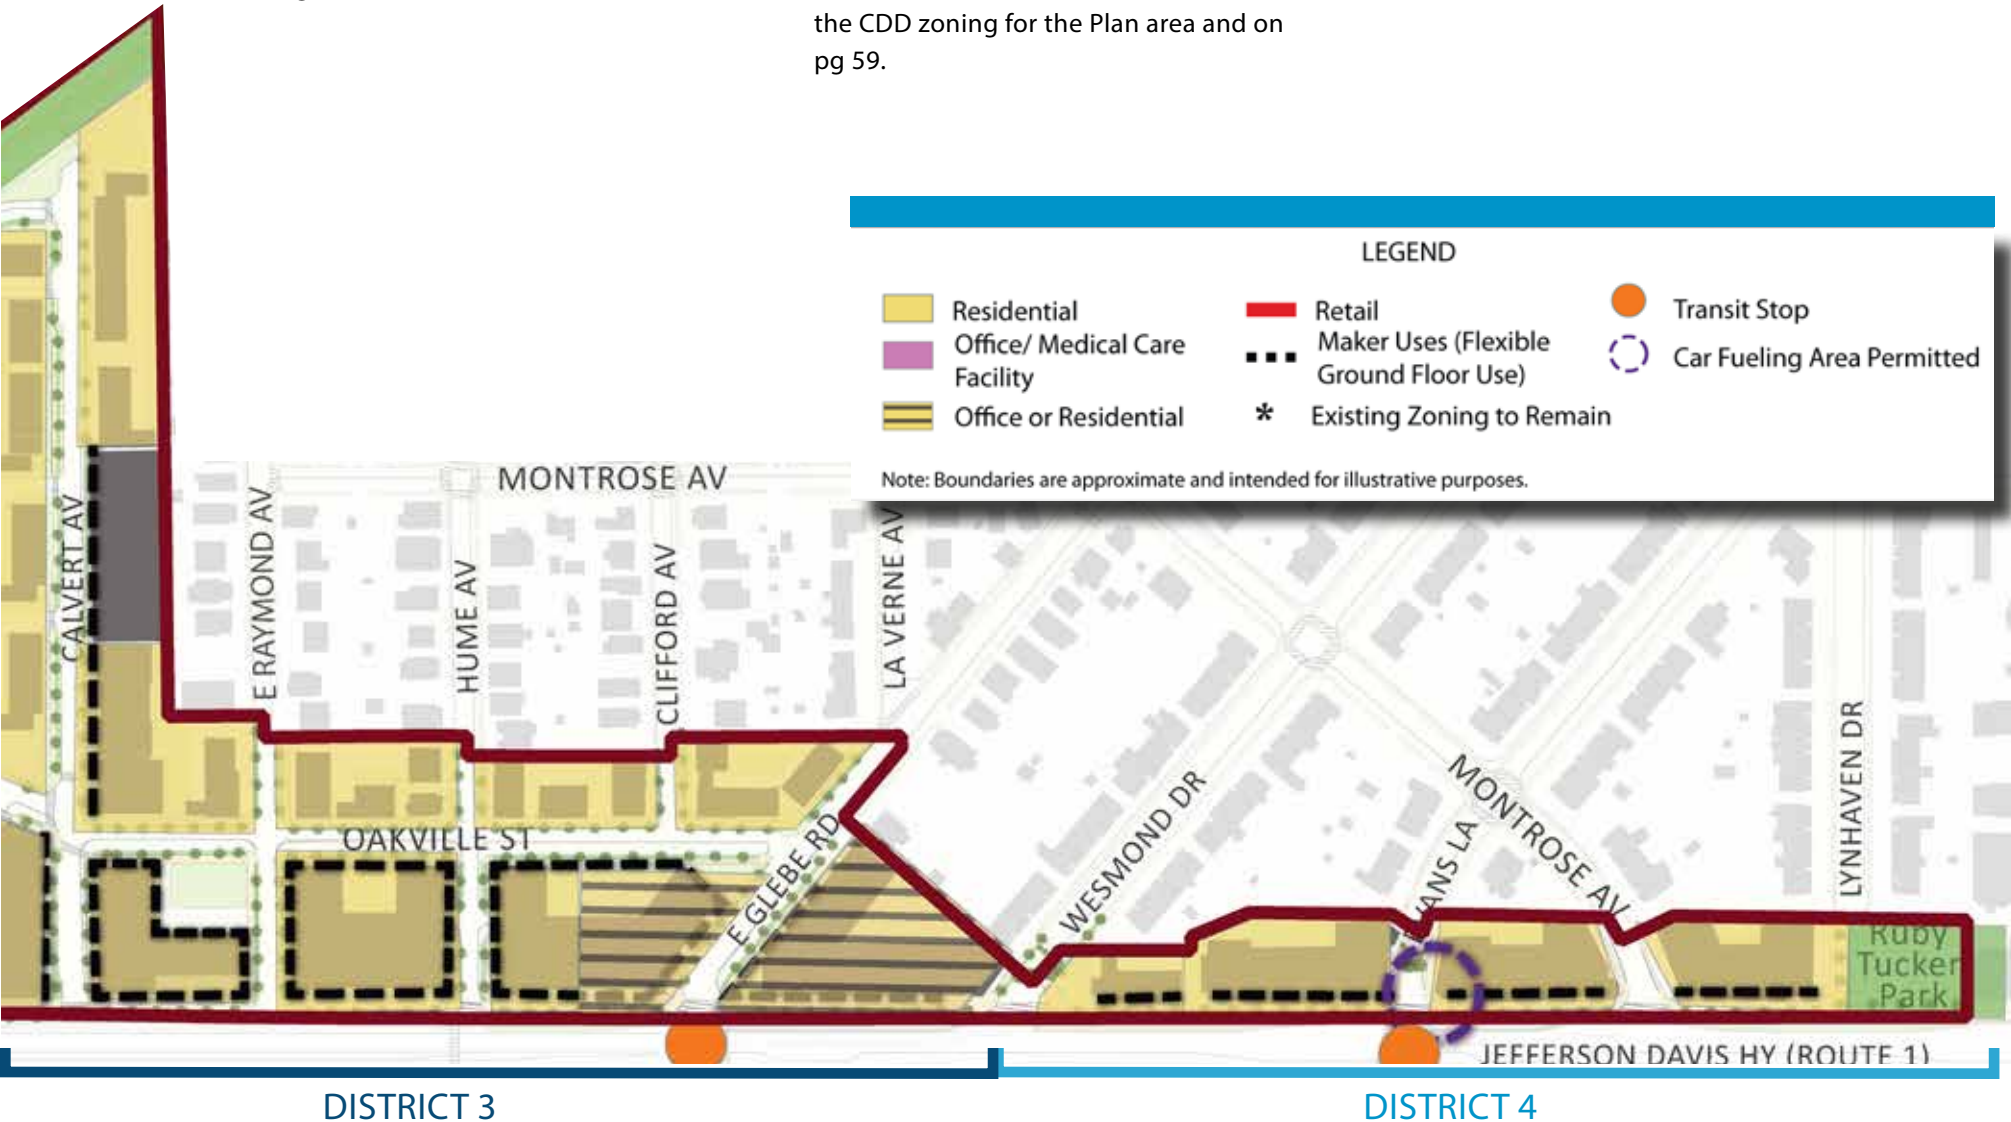 the CDD zoning for the Plan area and on
pg 59.
LEGEND
Residential
Office/ Medical Care
Facility
Office or Residential
Retail
Maker Uses (Flexible
Ground Floor Use)
* Existing Zoning to Remain
Transit Stop
Car Fueling Area Permitted
Note: Boundaries are approximate and intended for illustrative purposes.
MONTROSE AV
CALVERT AV
E RAYMOND AV
HUME AV
CLIFFORD AV
LA VERNE AV
OAKVILLE ST
E GLEBE RD
WESMOND DR
MONTROSE AV
LYNHAVEN DR
Ruby
Tucker
Park
JEFFERSON DAVIS HY (ROUTE 1)
DISTRICT 3
DISTRICT 4